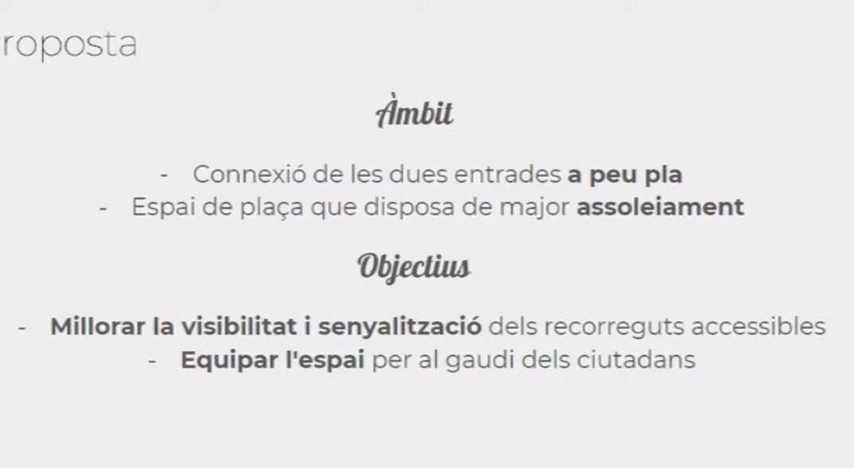 roposta
Àmbit
- Connexió de les dues entrades a peu pla
- Espai de plaça que disposa de major assoleiament
Objectius
- Millorar la visibilitat i senyalització dels recorreguts accessibles
- Equipar l'espai per al gaudi dels ciutadans